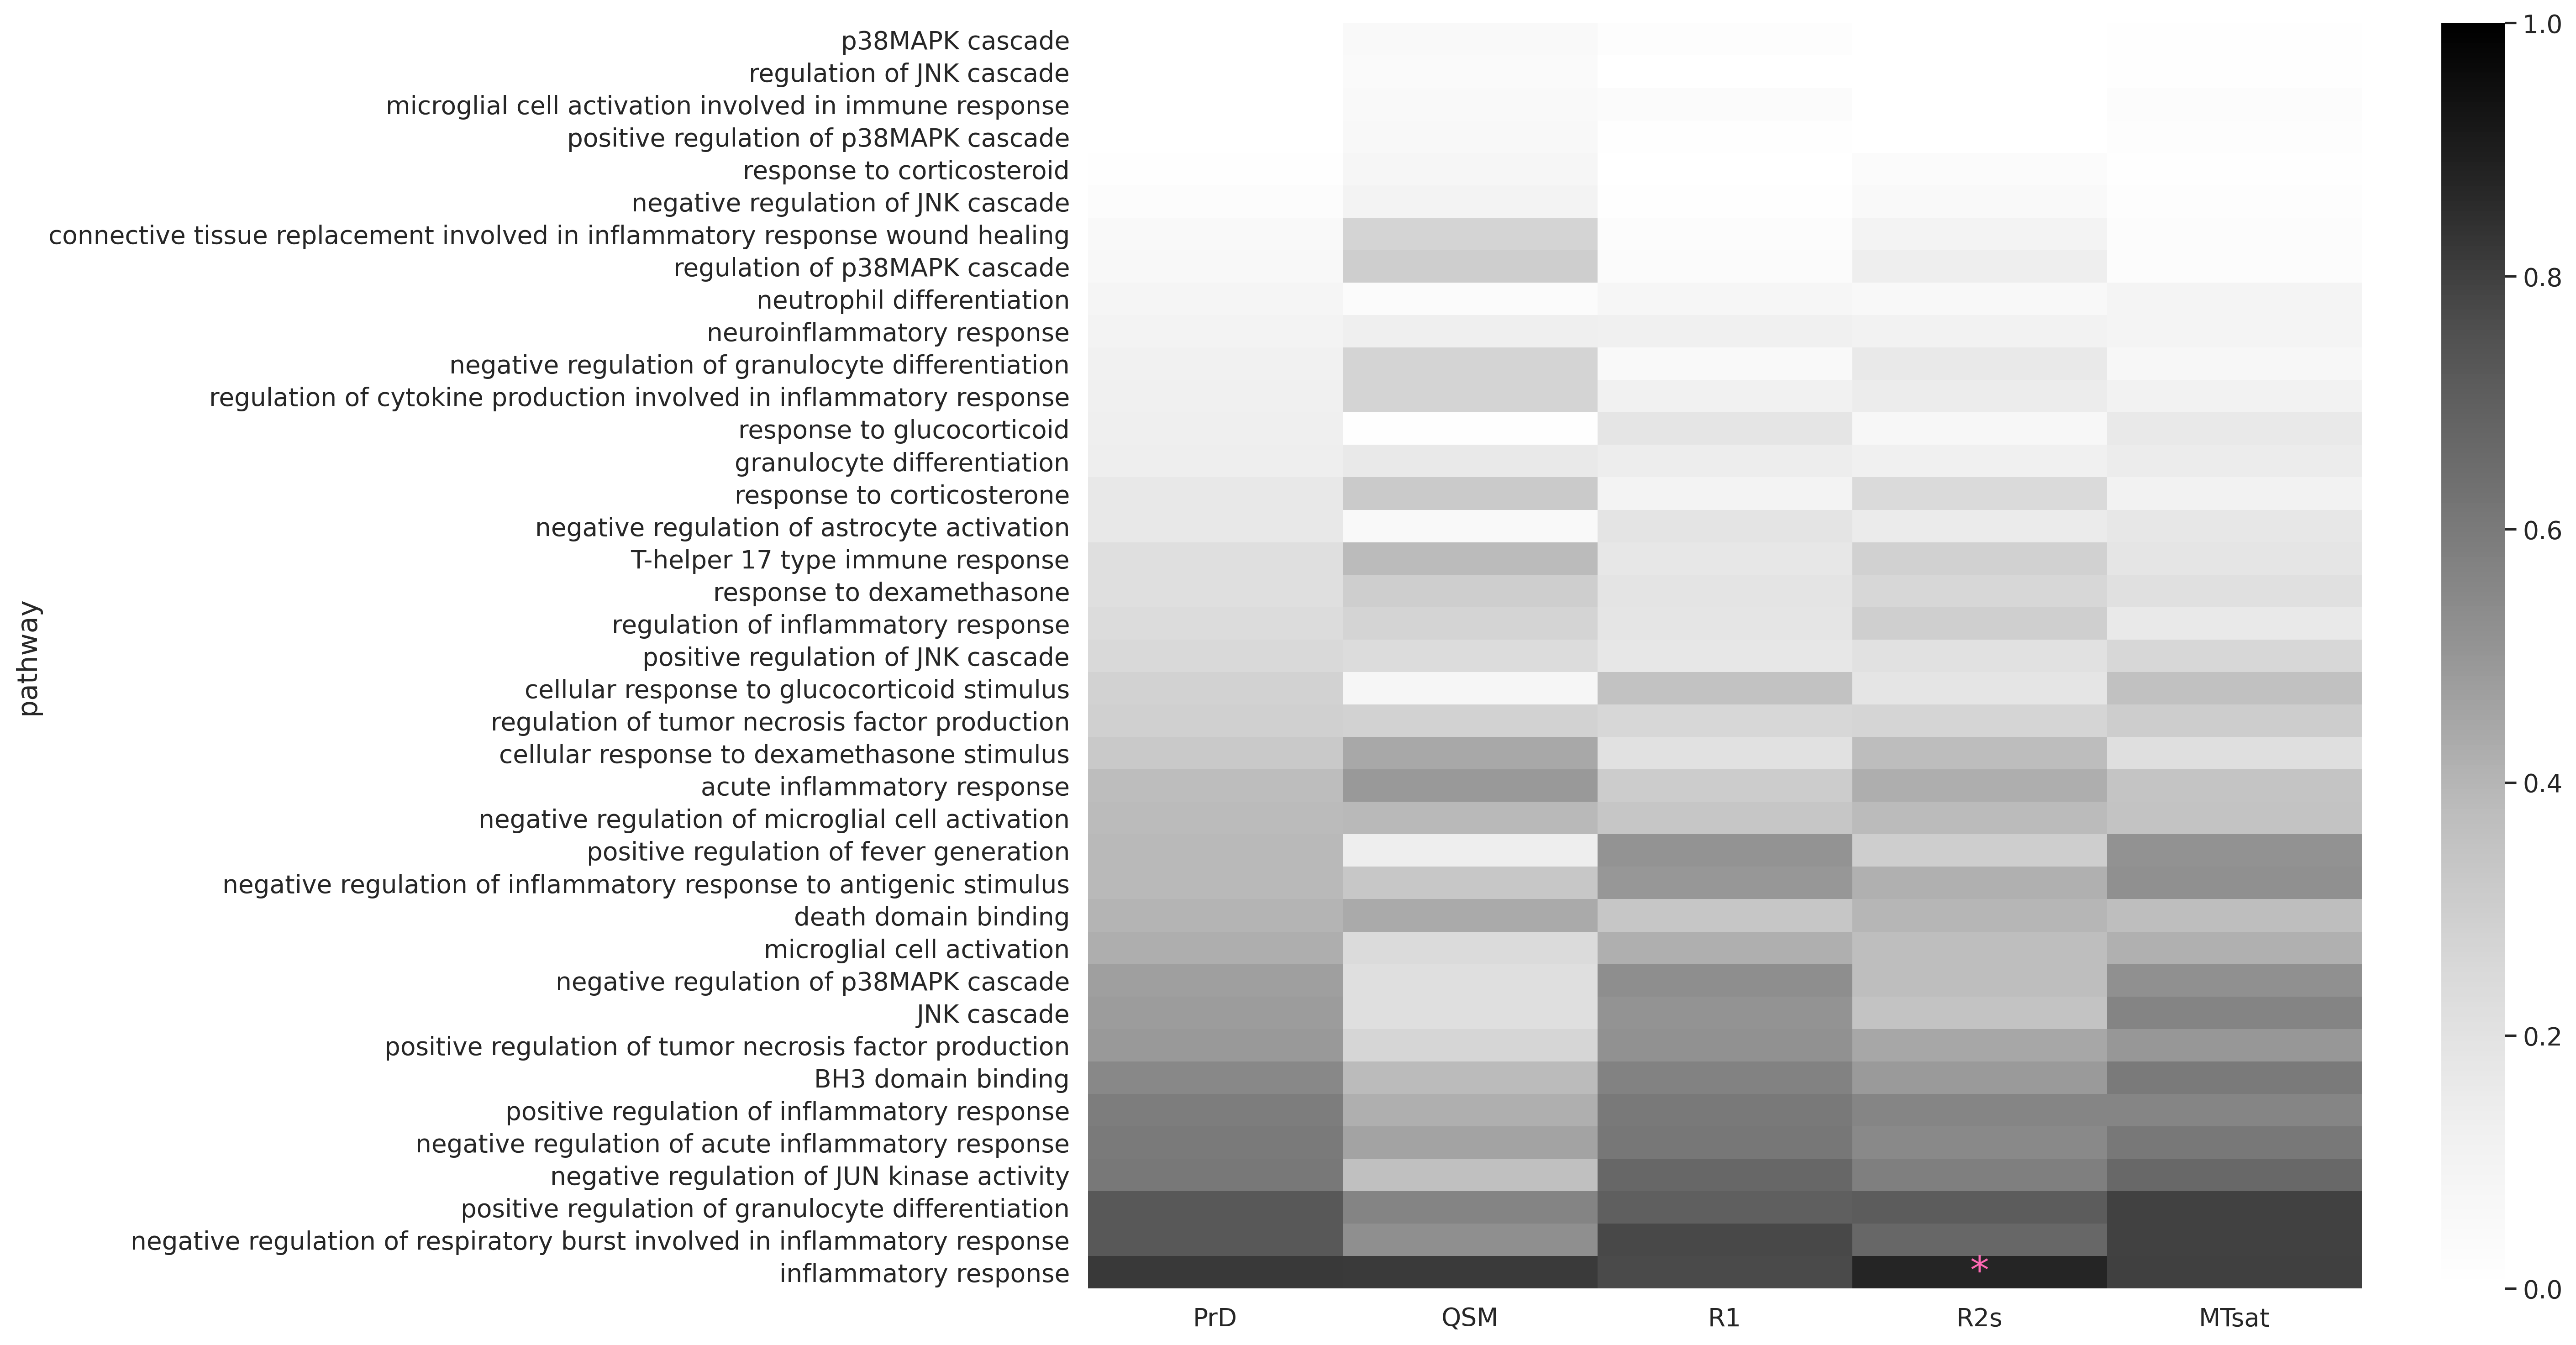 p38MAPK cascade
regulation of JNK cascade
microglial cell activation involved in immune response
positive regulation of p38MAPK cascade
response to corticosteroid
negative regulation of JNK cascade
connective tissue replacement involved in inflammatory response wound healing
regulation of p38MAPK cascade
neutrophil differentiation
neuroinflammatory response
negative regulation of granulocyte differentiation
regulation of cytokine production involved in inflammatory response
response to glucocorticoid
granulocyte differentiation
response to corticosterone
negative regulation of astrocyte activation
T-helper 17 type immune response
response to dexamethasone
regulation of inflammatory response
positive regulation of JNK cascade
cellular response to glucocorticoid stimulus
regulation of tumor necrosis factor production
cellular response to dexamethasone stimulus
acute inflammatory response
negative regulation of microglial cell activation
positive regulation of fever generation
negative regulation of inflammatory response to antigenic stimulus
death domain binding
microglial cell activation
negative regulation of p38MAPK cascade
JNK cascade
positive regulation of tumor necrosis factor production
BH3 domain binding
positive regulation of inflammatory response
negative regulation of acute inflammatory response
negative regulation of JUN kinase activity
positive regulation of granulocyte differentiation
negative regulation of respiratory burst involved in inflammatory response
inflammatory response
pathway
*
PrD QSM R1 R2s MTsat
1.0
0.8
0.6
0.4
0.2
0.0